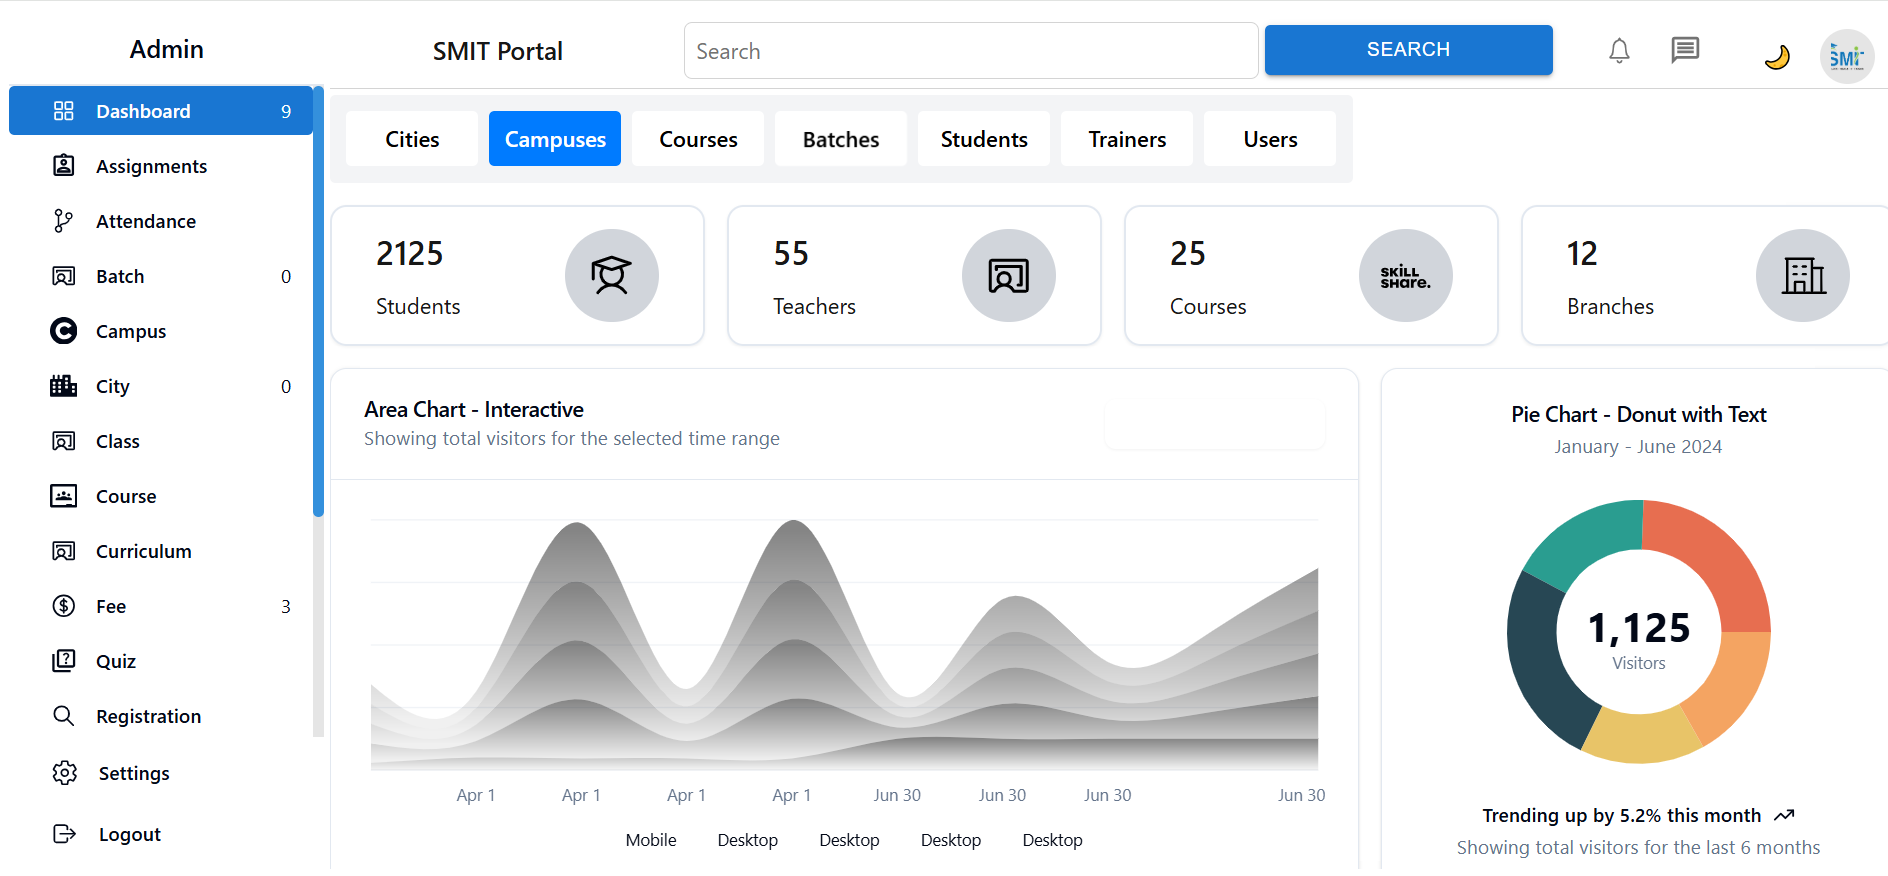 Admin
SMIT Portal
Search
SEARCH
SMIT
Dashboard 9
Assignments
Attendance
Batch 0
Campus
City 0
Class
Course
Curriculum
Fee 3
Quiz
Registration
Settings
Logout
Cities Campuses Courses Batches Students Trainers Users
2125
Students
55
Teachers
25
Courses
SKiLL
SHare.
12
Branches
Area Chart - Interactive
Showing total visitors for the selected time range
Apr 1 Apr 1 Apr 1 Apr 1 Jun 30 Jun 30 Jun 30 Jun 30
Mobile Desktop Desktop Desktop Desktop
Pie Chart - Donut with Text
January - June 2024
1,125
Visitors
Trending up by 5.2% this month
Showing total visitors for the last 6 months